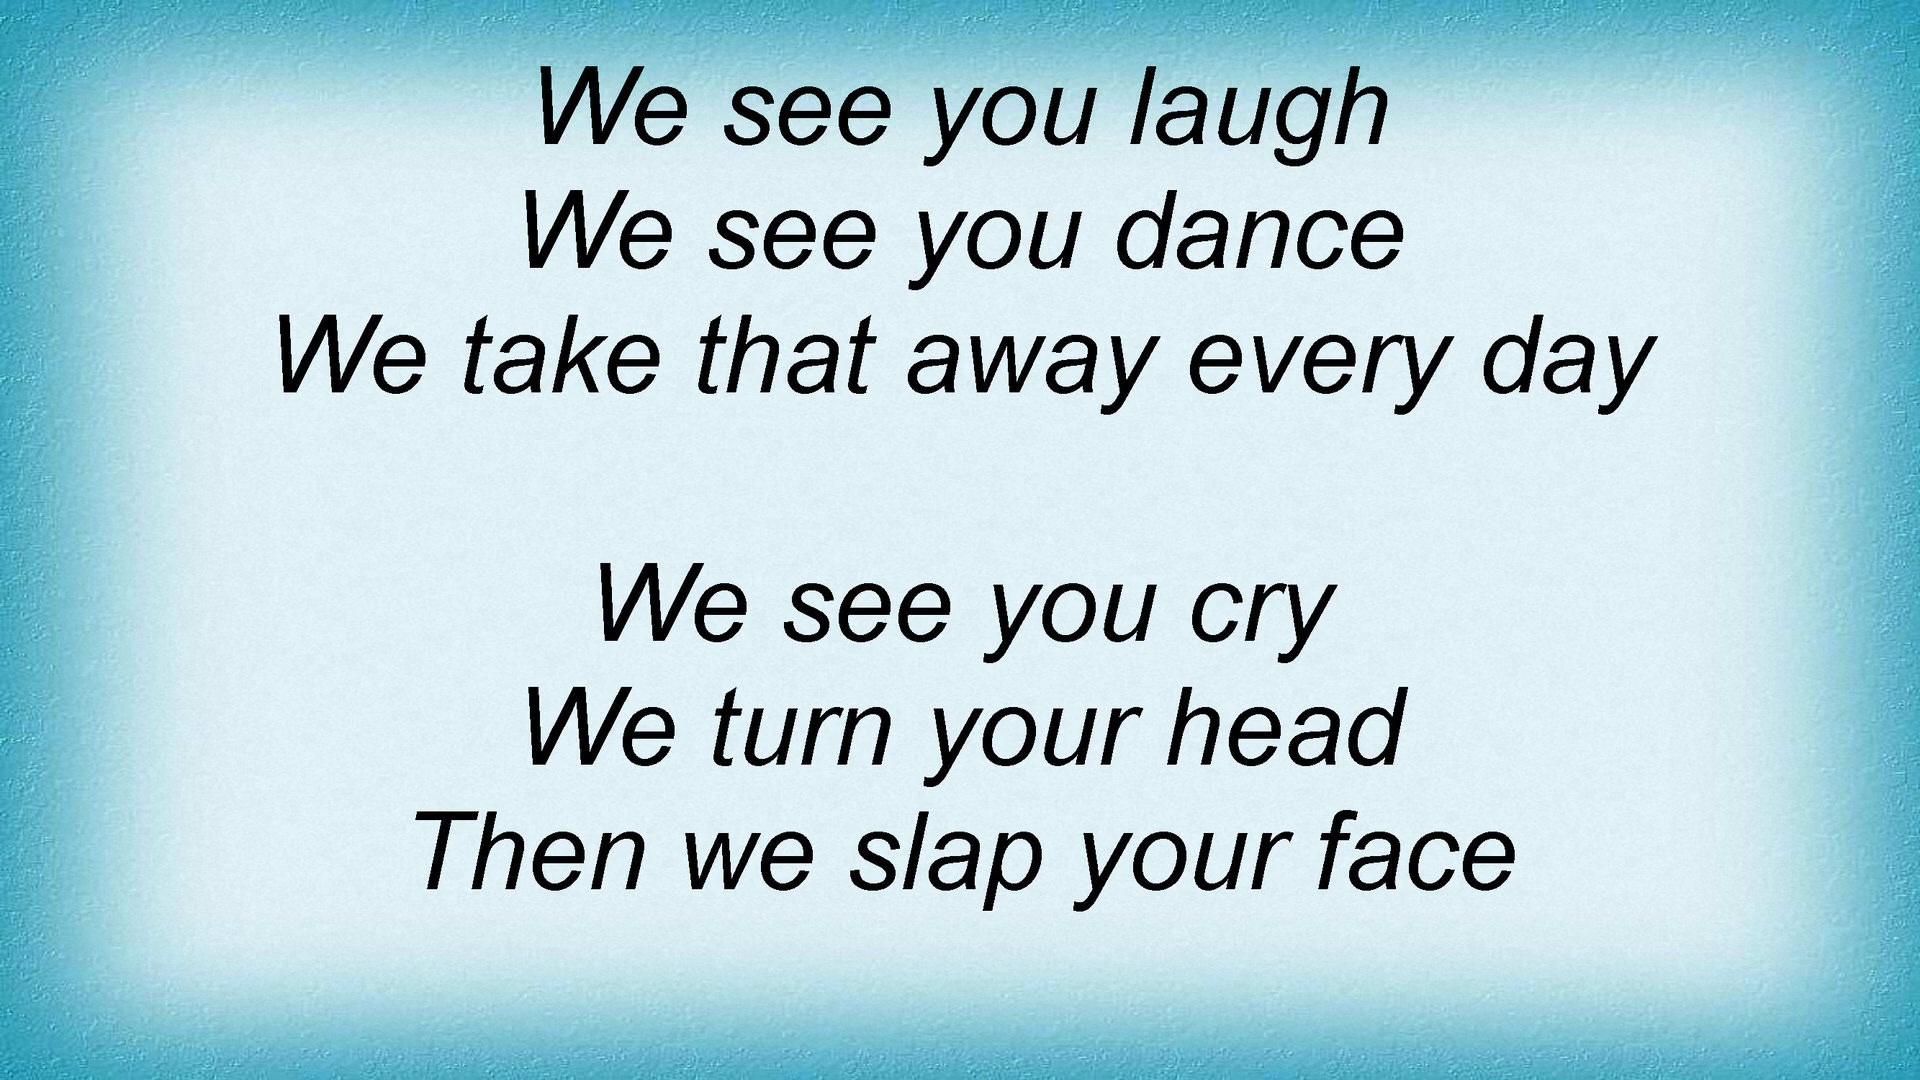 We see you laugh
We see you dance
We take that away every day
We see you cry
We turn your head
Then we slap your face